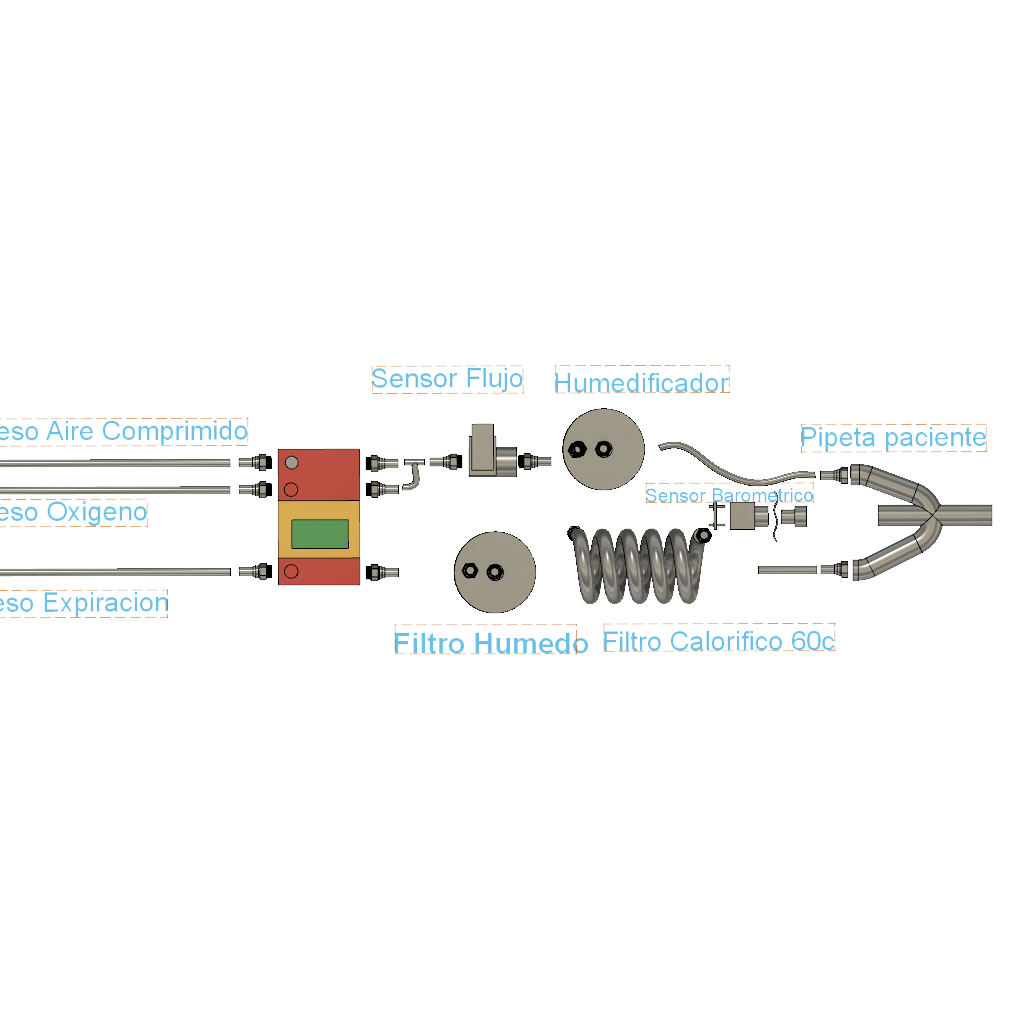 Sensor Flujo
Humedificador
eso Aire Comprimido
Pipeta paciente
Sensor Barometrico
eso Oxigeno
eso Expiracion
Filtro Humedo
Filtro Calorifico 60c